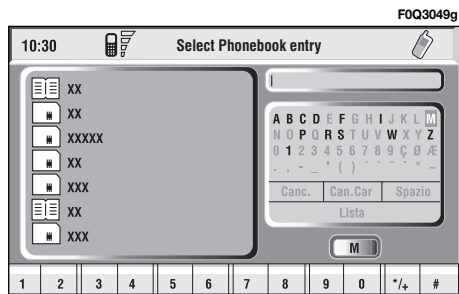 F0Q3049g
10:30 Select Phonebook entry
xx
xx
xxxxx
xx
xxx
xx
xxx
A B C D E F G H I J K L M
N O P Q R S T U V W X Y Z
0 1 2 3 4 5 6 7 8 9 Ç Ø Æ
Canc. Can.Car Spazio
Lista
M
1 2 3 4 5 6 7 8 9 0 */+ #